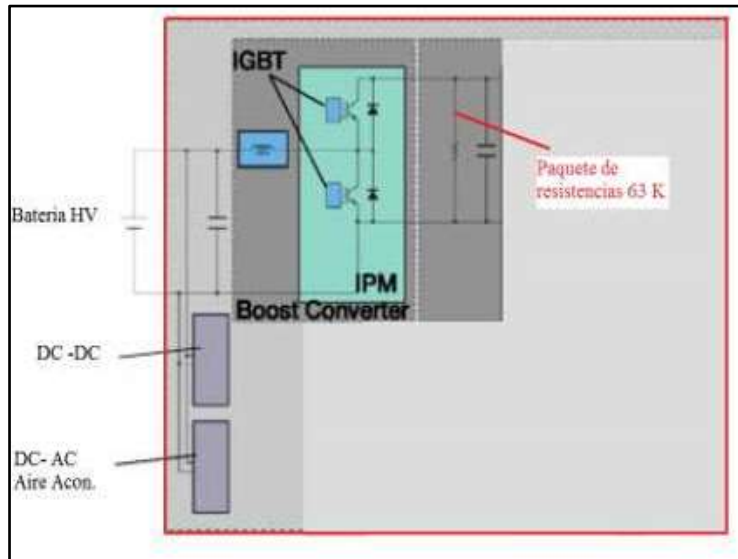 IGBT
Paquete de
resistencias 63 K
Bateria HV
IPM
Boost Converter
DC -DC
DC- AC
Aire Acon.